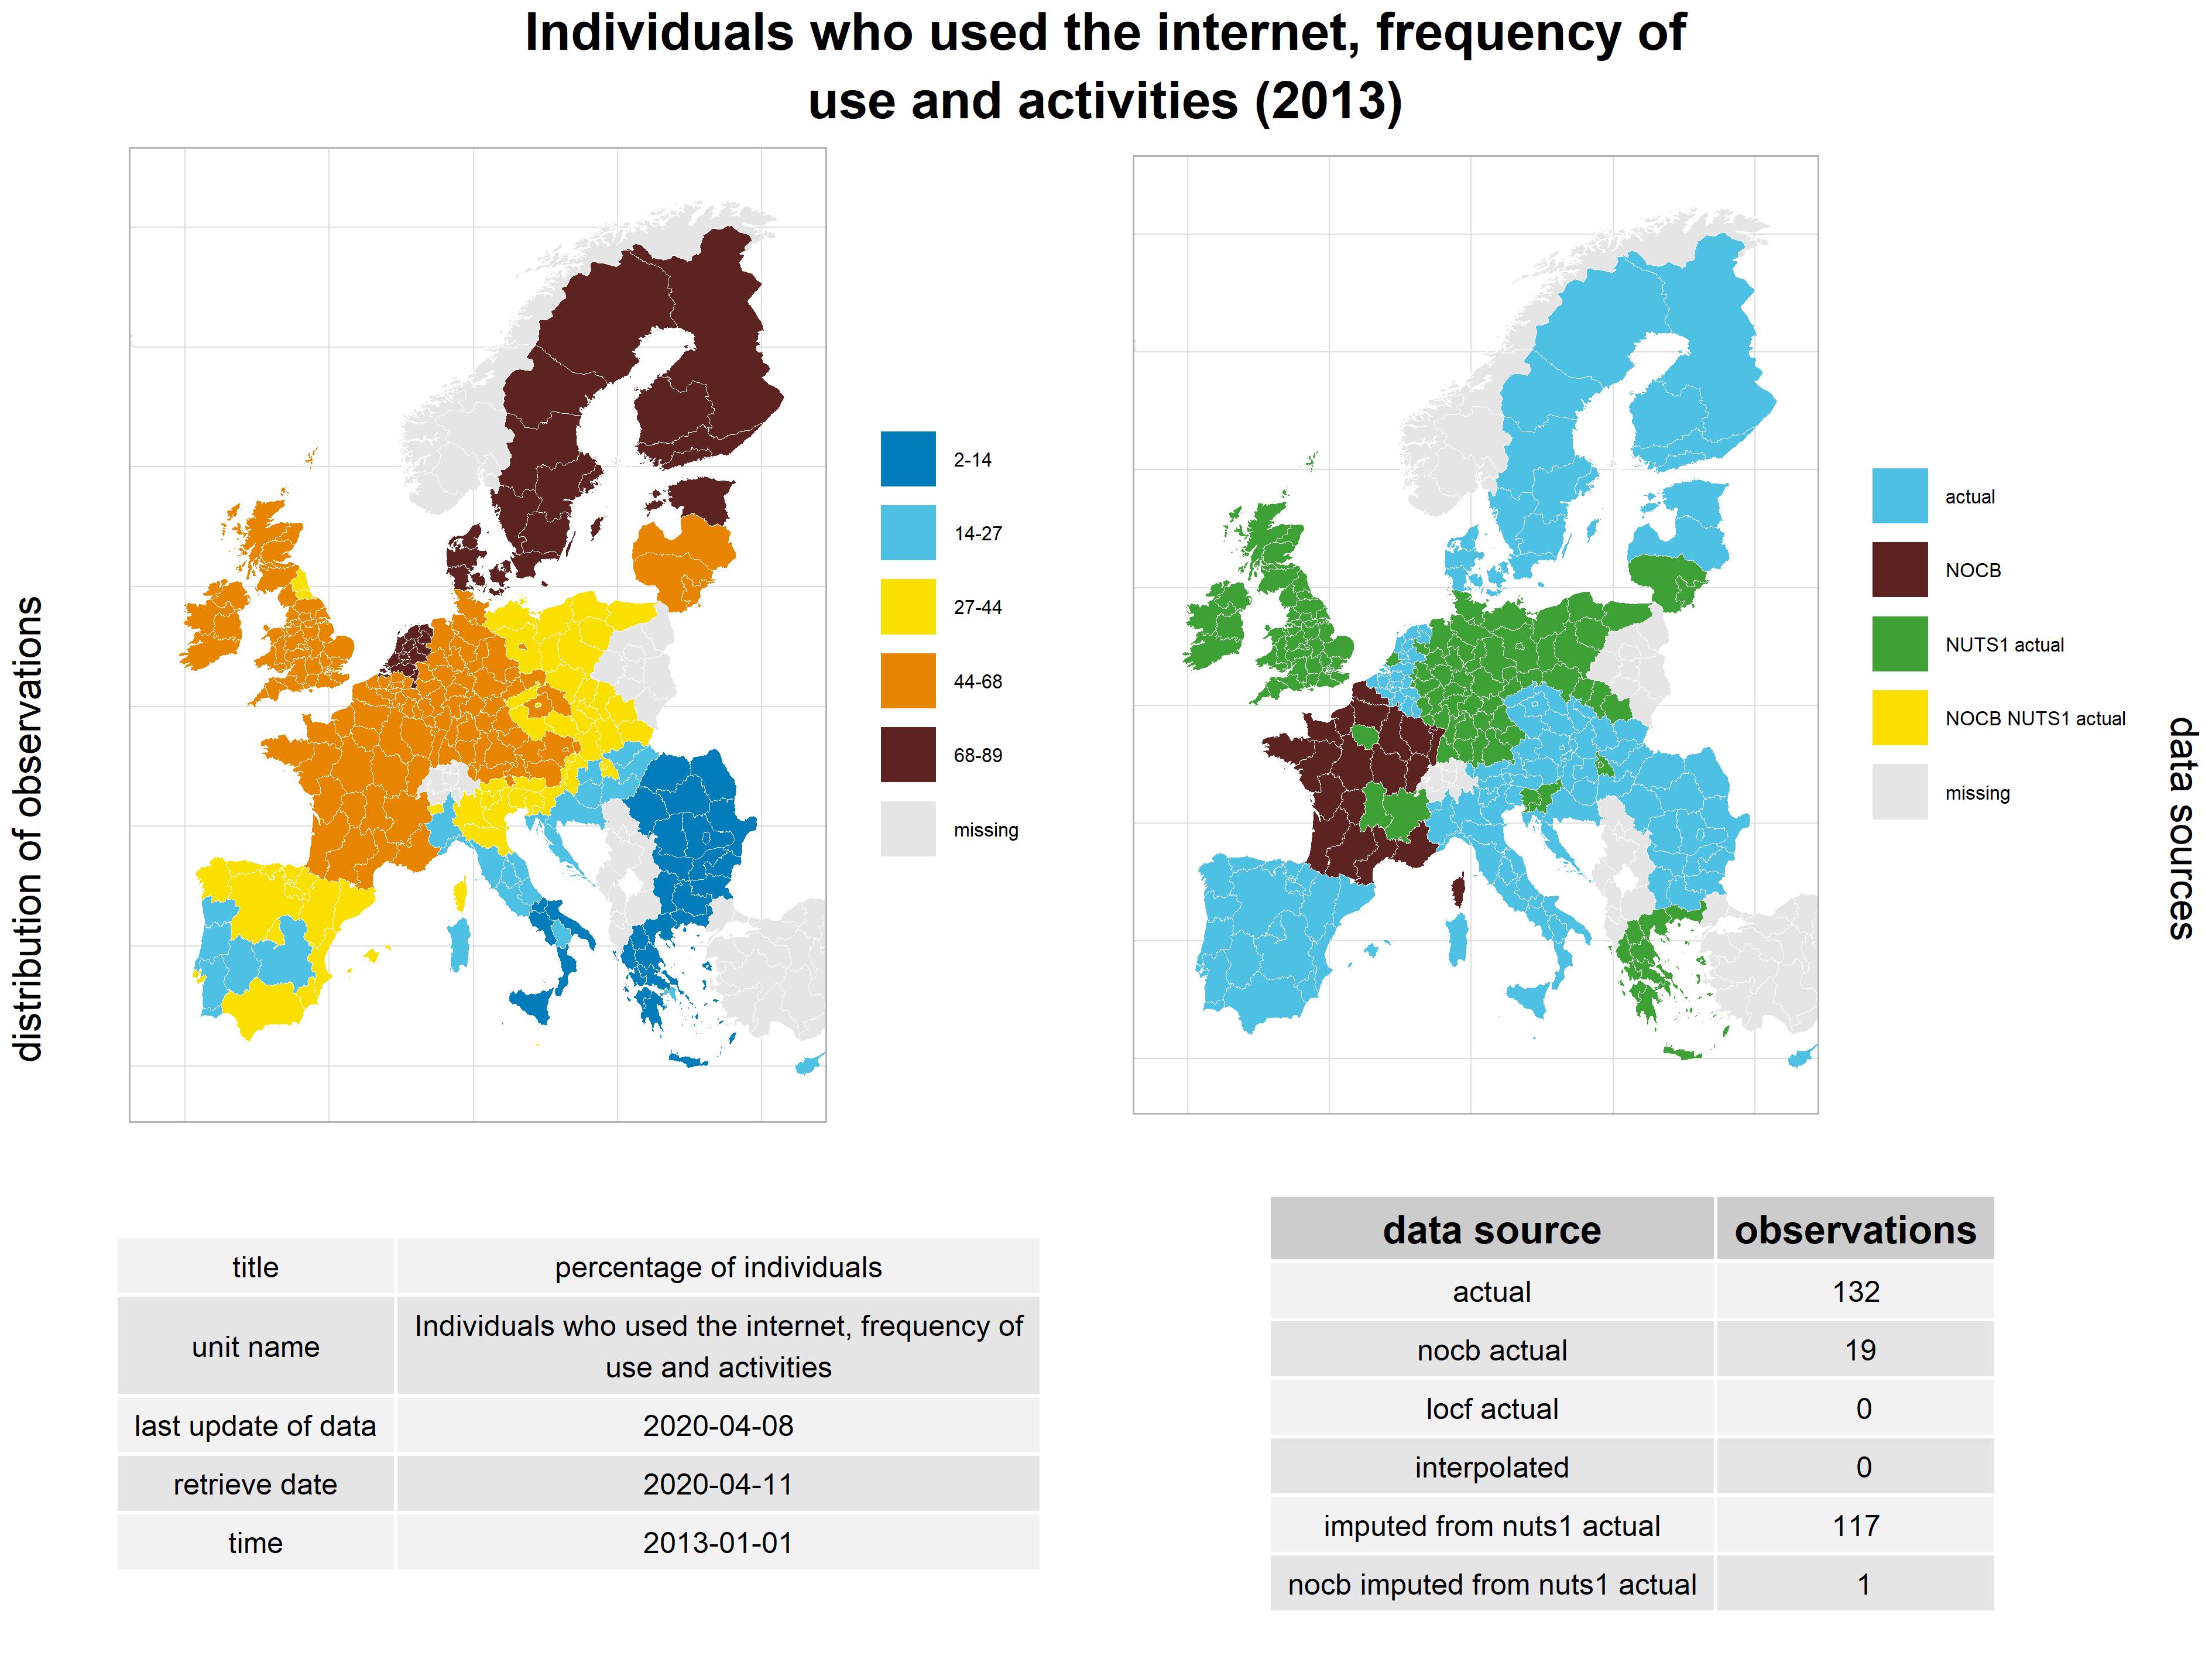 Individuals who used the internet, frequency of
use and activities (2013)
distribution of observations
2-14
14-27
27-44
44-68
68-89
missing
actual
NOCB
NUTS1 actual
NOCB NUTS1 actual
missing
data sources
title percentage of individuals
unit name Individuals who used the internet, frequency of
use and activities
last update of data 2020-04-08
retrieve date 2020-04-11
time 2013-01-01
data source observations
actual 132
nocb actual 19
locf actual 0
interpolated 0
imputed from nuts1 actual 117
nocb imputed from nuts1 actual 1